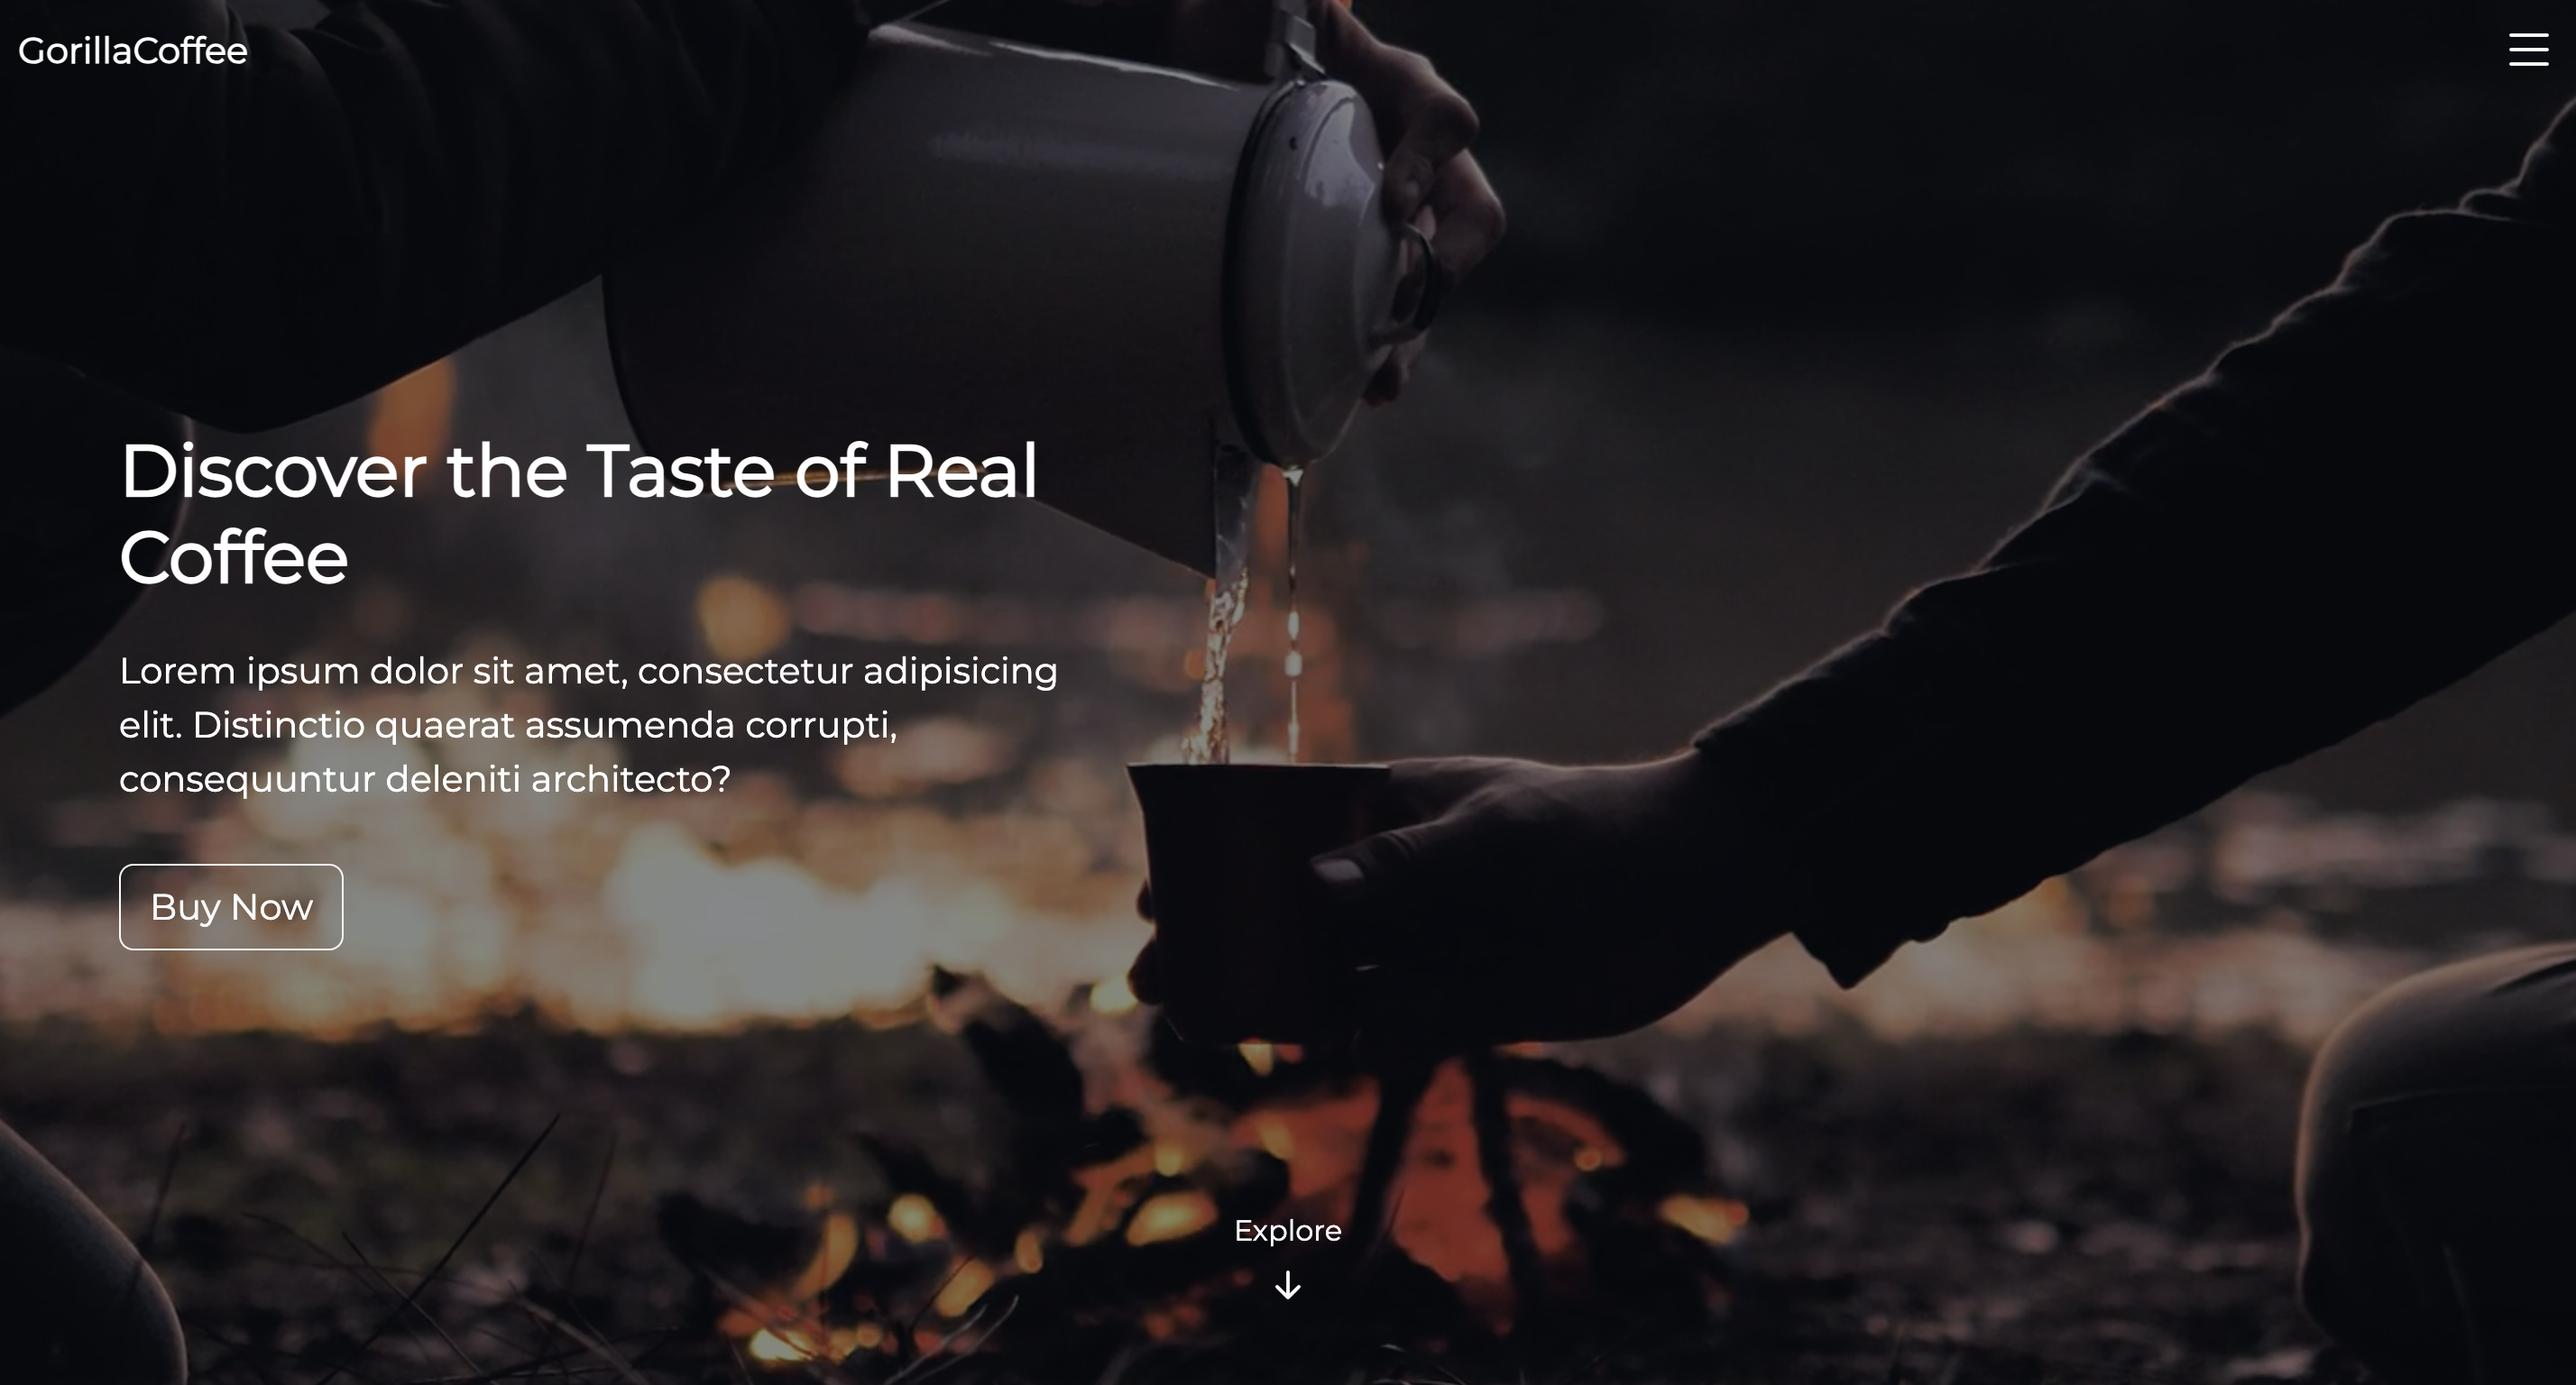 GorillaCoffee
Discover the Taste of Real
Coffee
Lorem ipsum dolor sit amet, consectetur adipisicing
elit. Distinctio quaerat assumenda corrupti,
consequuntur deleniti architecto?
Buy Now
Explore